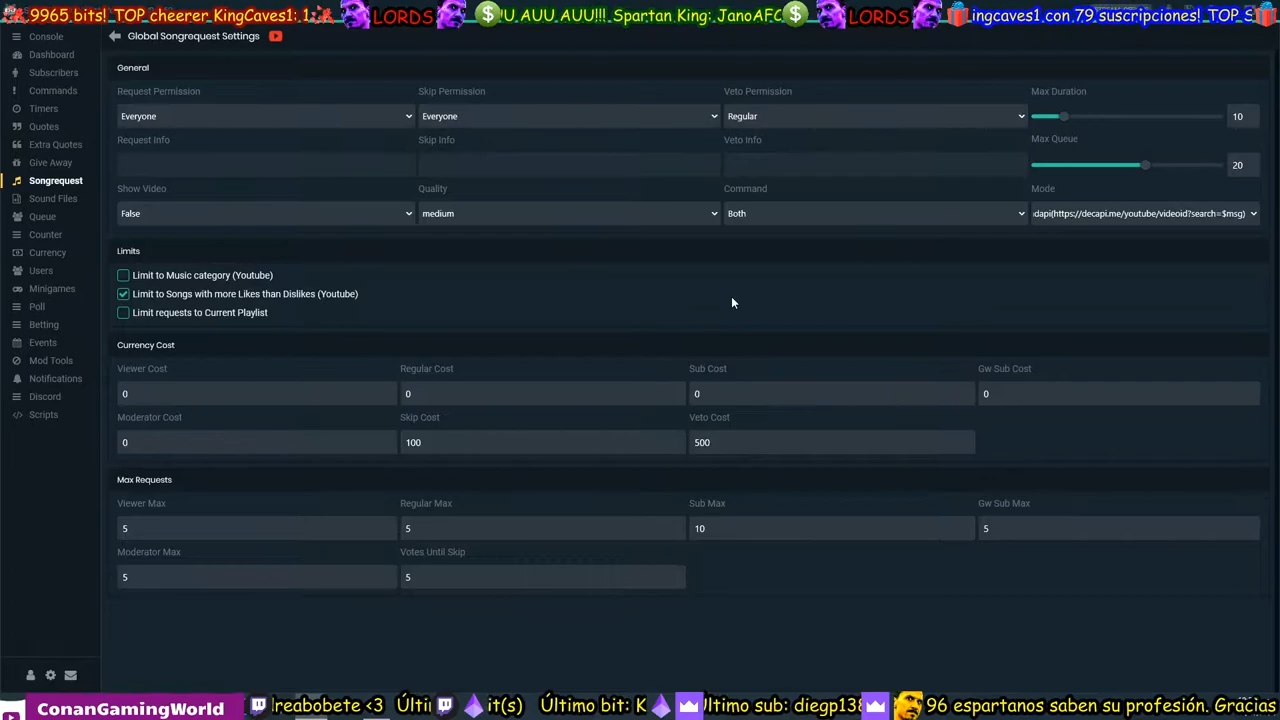 9965 bits! TOP cheerer KingCaves1: 1
LORDS
U AUU AUU!!! Spartan King: JanoAFC
LORDS
ingcaves1 con 79 suscripciones! TOP S
Console
Global Songrequest Settings
Dashboard
Subscribers
Commands
Timers
Quotes
Extra Quotes
Give Away
Songrequest
Sound Files
Queue
Counter
Currency
Users
Minigames
Poll
Betting
Events
Mod Tools
Notifications
Discord
Scripts
General
Request Permission Skip Permission Veto Permission Max Duration
Everyone Everyone Regular 10
Request Info Skip Info Veto Info Max Queue
20
Show Video Quality Command Mode
False medium Both dapi(https://decapi.me/youtube/videoid?search=$msg)
Limits
Limit to Music category (Youtube)
Limit to Songs with more Likes than Dislikes (Youtube)
Limit requests to Current Playlist
Currency Cost
Viewer Cost Regular Cost Sub Cost Gw Sub Cost
0 0 0 0
Moderator Cost Skip Cost Veto Cost
0 100 500
Max Requests
Viewer Max Regular Max Sub Max Gw Sub Max
5 5 10 5
Moderator Max Votes Until Skip
5 5
ConanGamingWorld
reabobete <3 Últi
it(s) Último bit: K
Último sub: diegp138
96 espartanos saben su profesión. Gracias